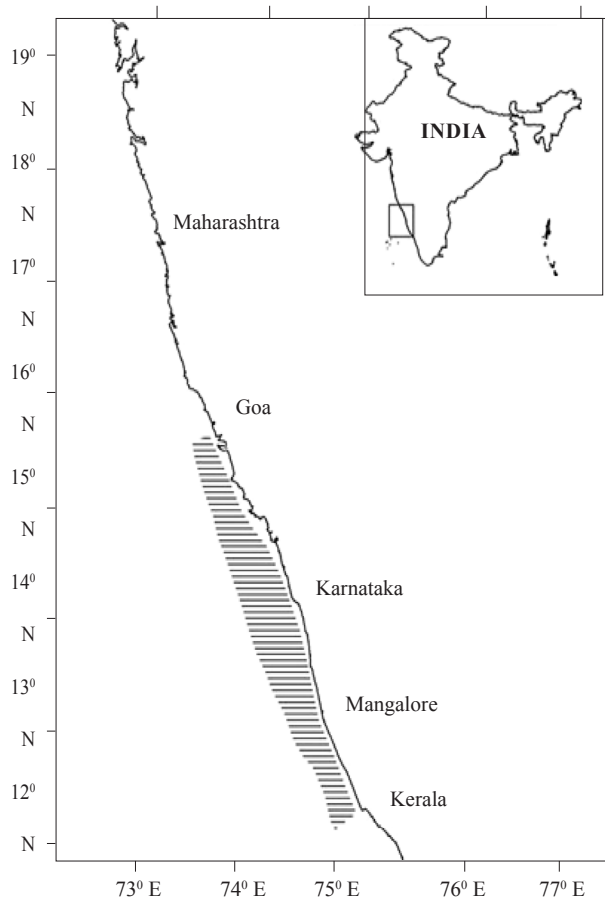 19⁰
N
18⁰
N
17⁰
N
16⁰
N
15⁰
N
14⁰
N
13⁰
N
12⁰
N
INDIA
Maharashtra
Goa
Karnataka
Mangalore
Kerala
73⁰ E 74⁰ E 75⁰ E 76⁰ E 77⁰ E